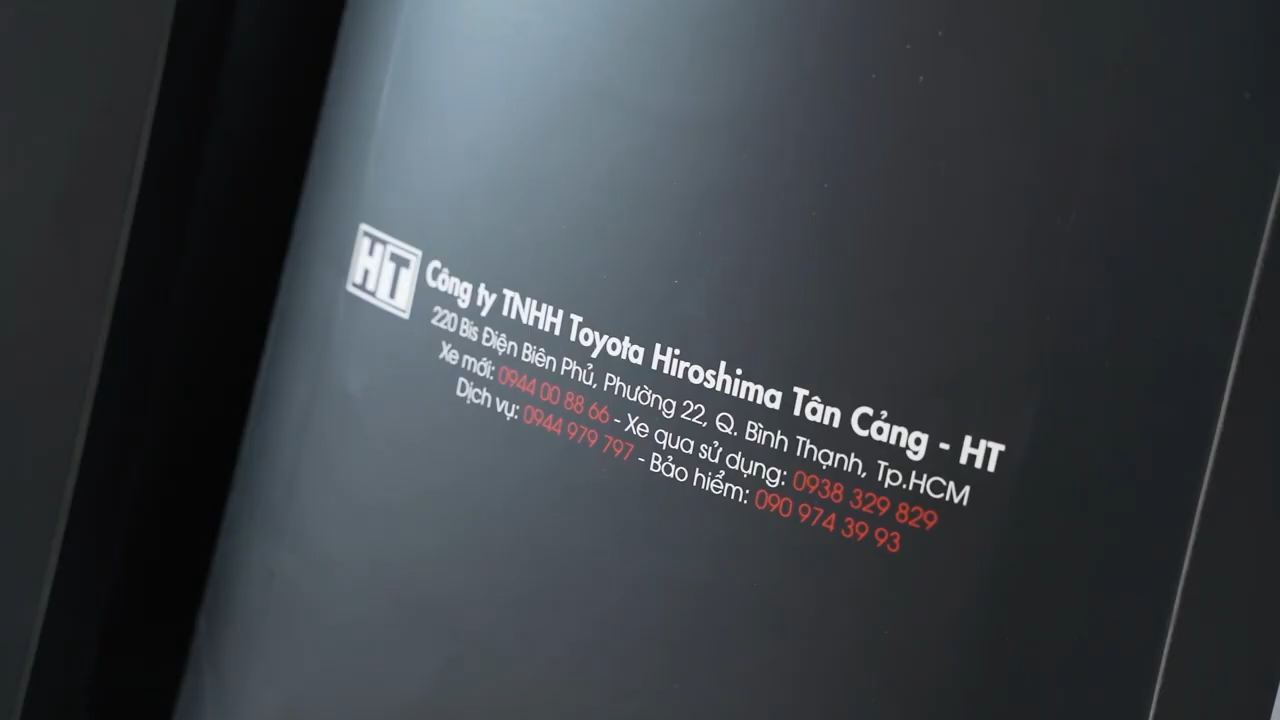 HT
Công ty TNHH Toyota Hiroshima Tân Cảng - HT
220 Bis Điện Biên Phủ, Phường 22, Q. Bình Thạnh, Tp.HCM
Xe mới: 0944 00 88 66 - Xe qua sử dụng: 0938 329 829
Dịch vụ: 0944 979 797 - Bảo hiểm: 090 974 39 93